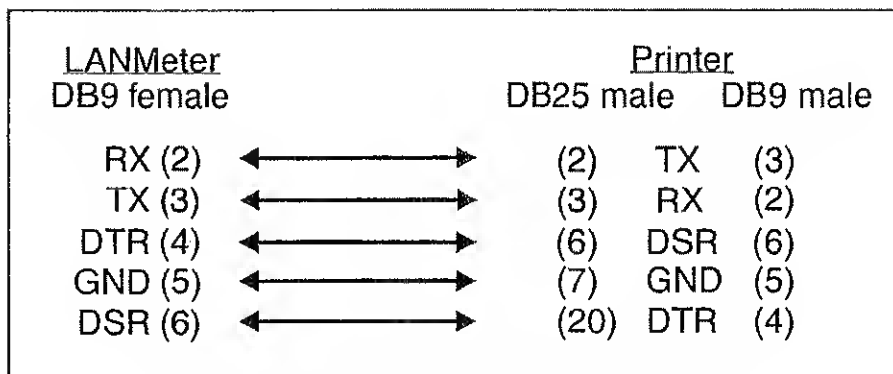 LANMeter Printer
DB9 female DB25 male DB9 male
RX (2) (2) TX (3)
TX (3) (3) RX (2)
DTR (4) (6) DSR (6)
GND (5) (7) GND (5)
DSR (6) (20) DTR (4)